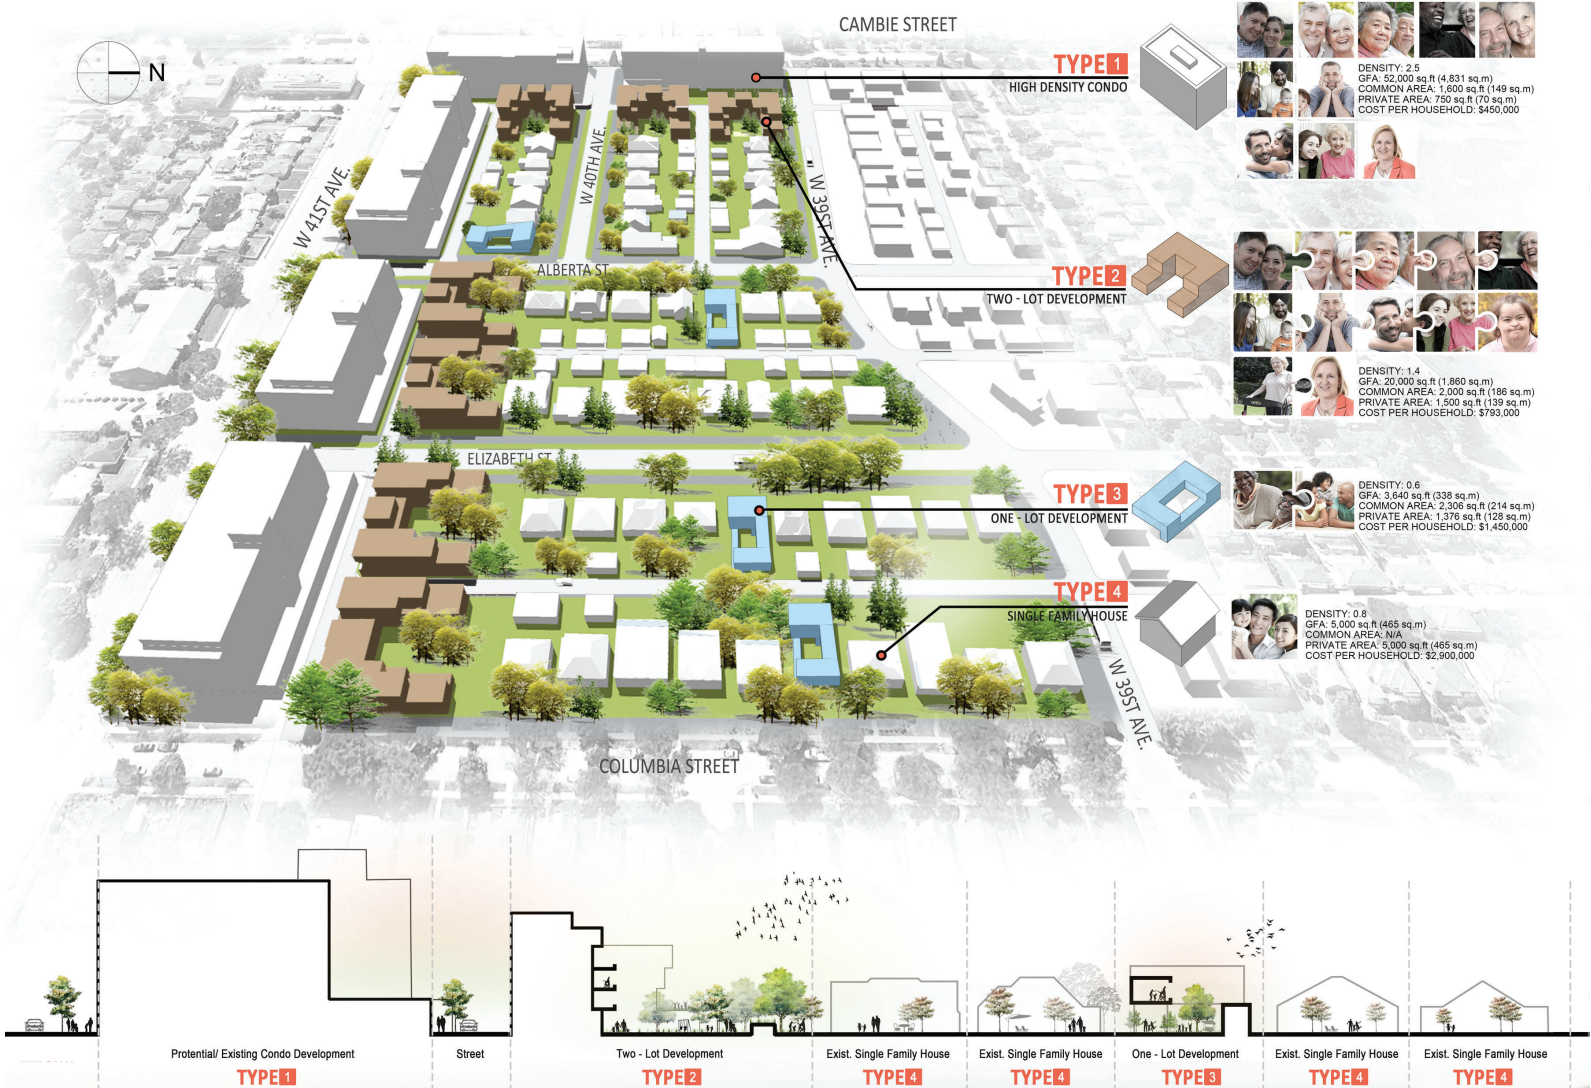 CAMBIE STREET
N
TYPE 1
HIGH DENSITY CONDO
DENSITY: 2.5
GFA: 52,000 sq.ft (4,831 sq.m)
COMMON AREA: 1,600 sq.ft (149 sq.m)
PRIVATE AREA: 750 sq.ft (70 sq.m)
COST PER HOUSEHOLD: $450,000
W 41ST AVE.
W 40TH AVE.
W 39ST AVE.
ALBERTA ST.
TYPE 2
TWO - LOT DEVELOPMENT
DENSITY: 1.4
GFA: 20,000 sq.ft (1,860 sq.m)
COMMON AREA: 2,000 sq.ft (186 sq.m)
PRIVATE AREA: 1,500 sq.ft (139 sq.m)
COST PER HOUSEHOLD: $793,000
ELIZABETH ST.
TYPE 3
ONE - LOT DEVELOPMENT
DENSITY: 0.6
GFA: 3,640 sq.ft (338 sq.m)
COMMON AREA: 2,306 sq.ft (214 sq.m)
PRIVATE AREA: 1,376 sq.ft (128 sq.m)
COST PER HOUSEHOLD: $1,450,000
TYPE 4
SINGLE FAMILY HOUSE
DENSITY: 0.8
GFA: 5,000 sq.ft (465 sq.m)
COMMON AREA: N/A
PRIVATE AREA: 5,000 sq.ft (465 sq.m)
COST PER HOUSEHOLD: $2,900,000
W 39ST AVE.
COLUMBIA STREET
Protential/ Existing Condo Development
TYPE 1
Street
Two - Lot Development
TYPE 2
Exist. Single Family House
TYPE 4
Exist. Single Family House
TYPE 4
One - Lot Development
TYPE 3
Exist. Single Family House
TYPE 4
Exist. Single Family House
TYPE 4